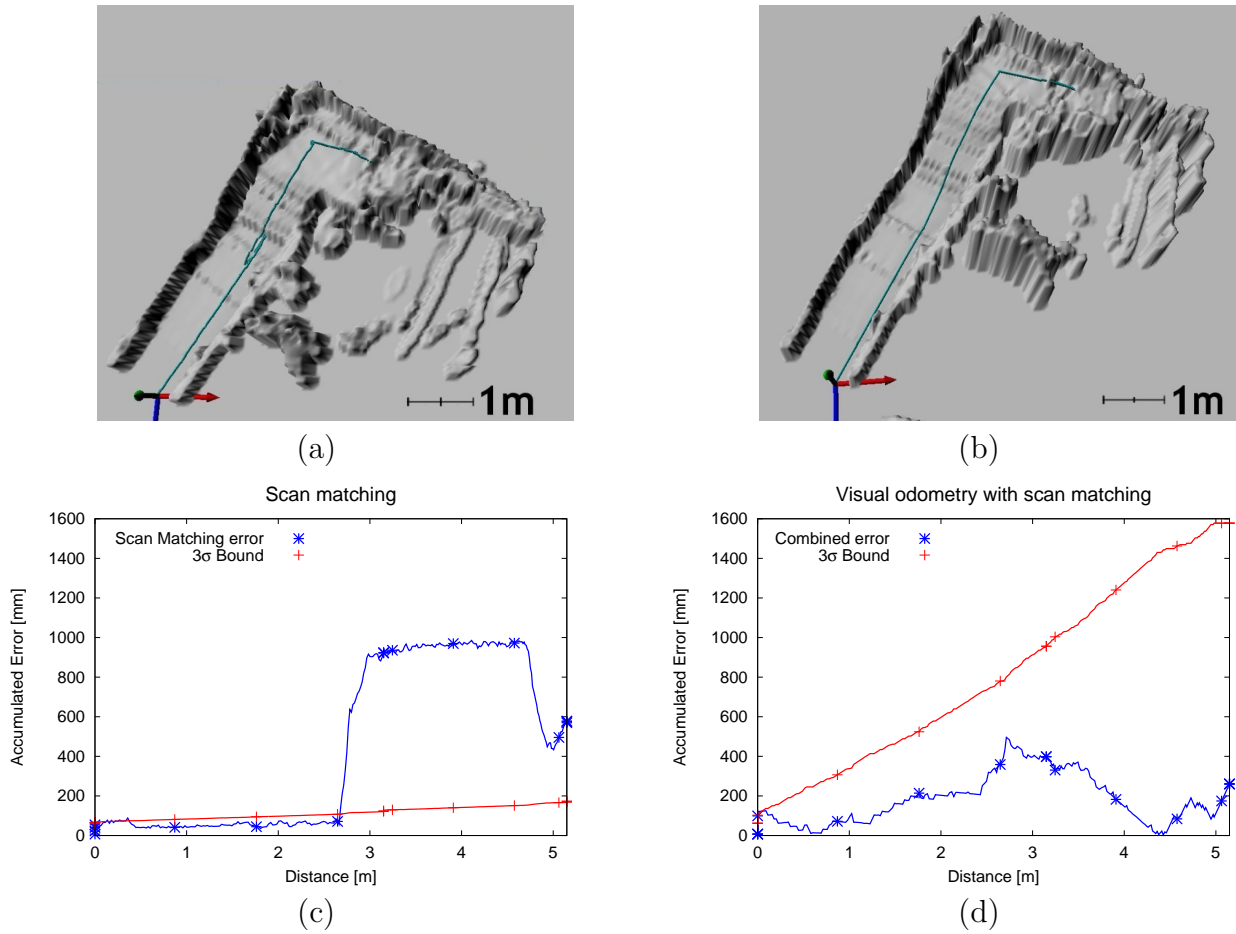 1m
1m
(a)
(b)
Scan matching
Accumulated Error [mm]
1600
1400
1200
1000
800
600
400
200
0
Scan Matching error
3σ Bound
0 1 2 3 4 5
Distance [m]
(c)
Visual odometry with scan matching
Accumulated Error [mm]
1600
1400
1200
1000
800
600
400
200
0
Combined error
3σ Bound
0 1 2 3 4 5
Distance [m]
(d)